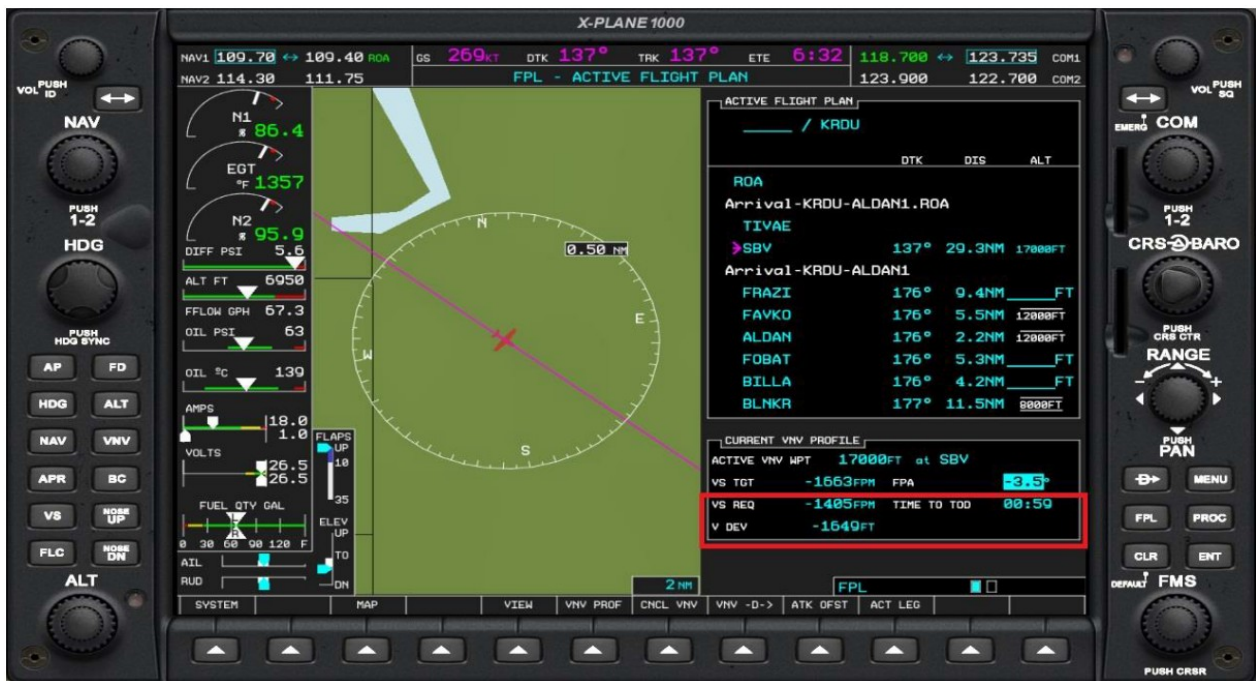 X-PLANE 1000
NAV1 109.70 ↔ 109.40 ROA
NAV2 114.30 111.75
GS 269KT DTK 137° TRK 137° ETE 6:32
FPL - ACTIVE FLIGHT PLAN
118.700 ↔ 123.735 COM1
123.900 122.700 COM2
VOL PUSH ID
NAV
PUSH 1-2
HDG
PUSH HDG SYNC
AP FD
HDG ALT
NAV VNV
APR BC
VS NOSE UP
FLC NOSE DN
ALT
N1
% 86.4
EGT
°F 1357
N2
% 95.9
DIFF PSI 5.6
ALT FT 6950
FFLOW GPH 67.3
OIL PSI 63
OIL ºC 139
AMPS
18.0
1.0
VOLTS
26.5
26.5
FUEL QTY GAL
L
R
0 30 60 90 120 F
AIL
RUD
FLAPS
UP
10
35
ELEV
UP
TO
DN
N
E
S
W
0.50 NM
2 NM
ACTIVE FLIGHT PLAN
_____ / KRDU
DTK DIS ALT
ROA
Arrival-KRDU-ALDAN1.ROA
TIVAE
SBV 137° 29.3NM 17000FT
Arrival-KRDU-ALDAN1
FRAZI 176° 9.4NM _____FT
FAVKO 176° 5.5NM 12000FT
ALDAN 176° 2.2NM 12000FT
FOBAT 176° 5.3NM _____FT
BILLA 176° 4.2NM _____FT
BLNKR 177° 11.5NM 8000FT
CURRENT VNV PROFILE
ACTIVE VNV WPT 17000FT at SBV
VS TGT -1663FPM FPA -3.5°
VS REQ -1405FPM TIME TO TOD 00:59
V DEV -1649FT
FPL
SYSTEM MAP VIEW VNV PROF CNCL VNV VNV -D-> ATK OFST ACT LEG
VOL PUSH SQ
EMERG COM
PUSH 1-2
CRS BARO
PUSH CRS CTR
RANGE
- +
PUSH PAN
D MENU
FPL PROC
CLR ENT
DEFAULT FMS
PUSH CRSR